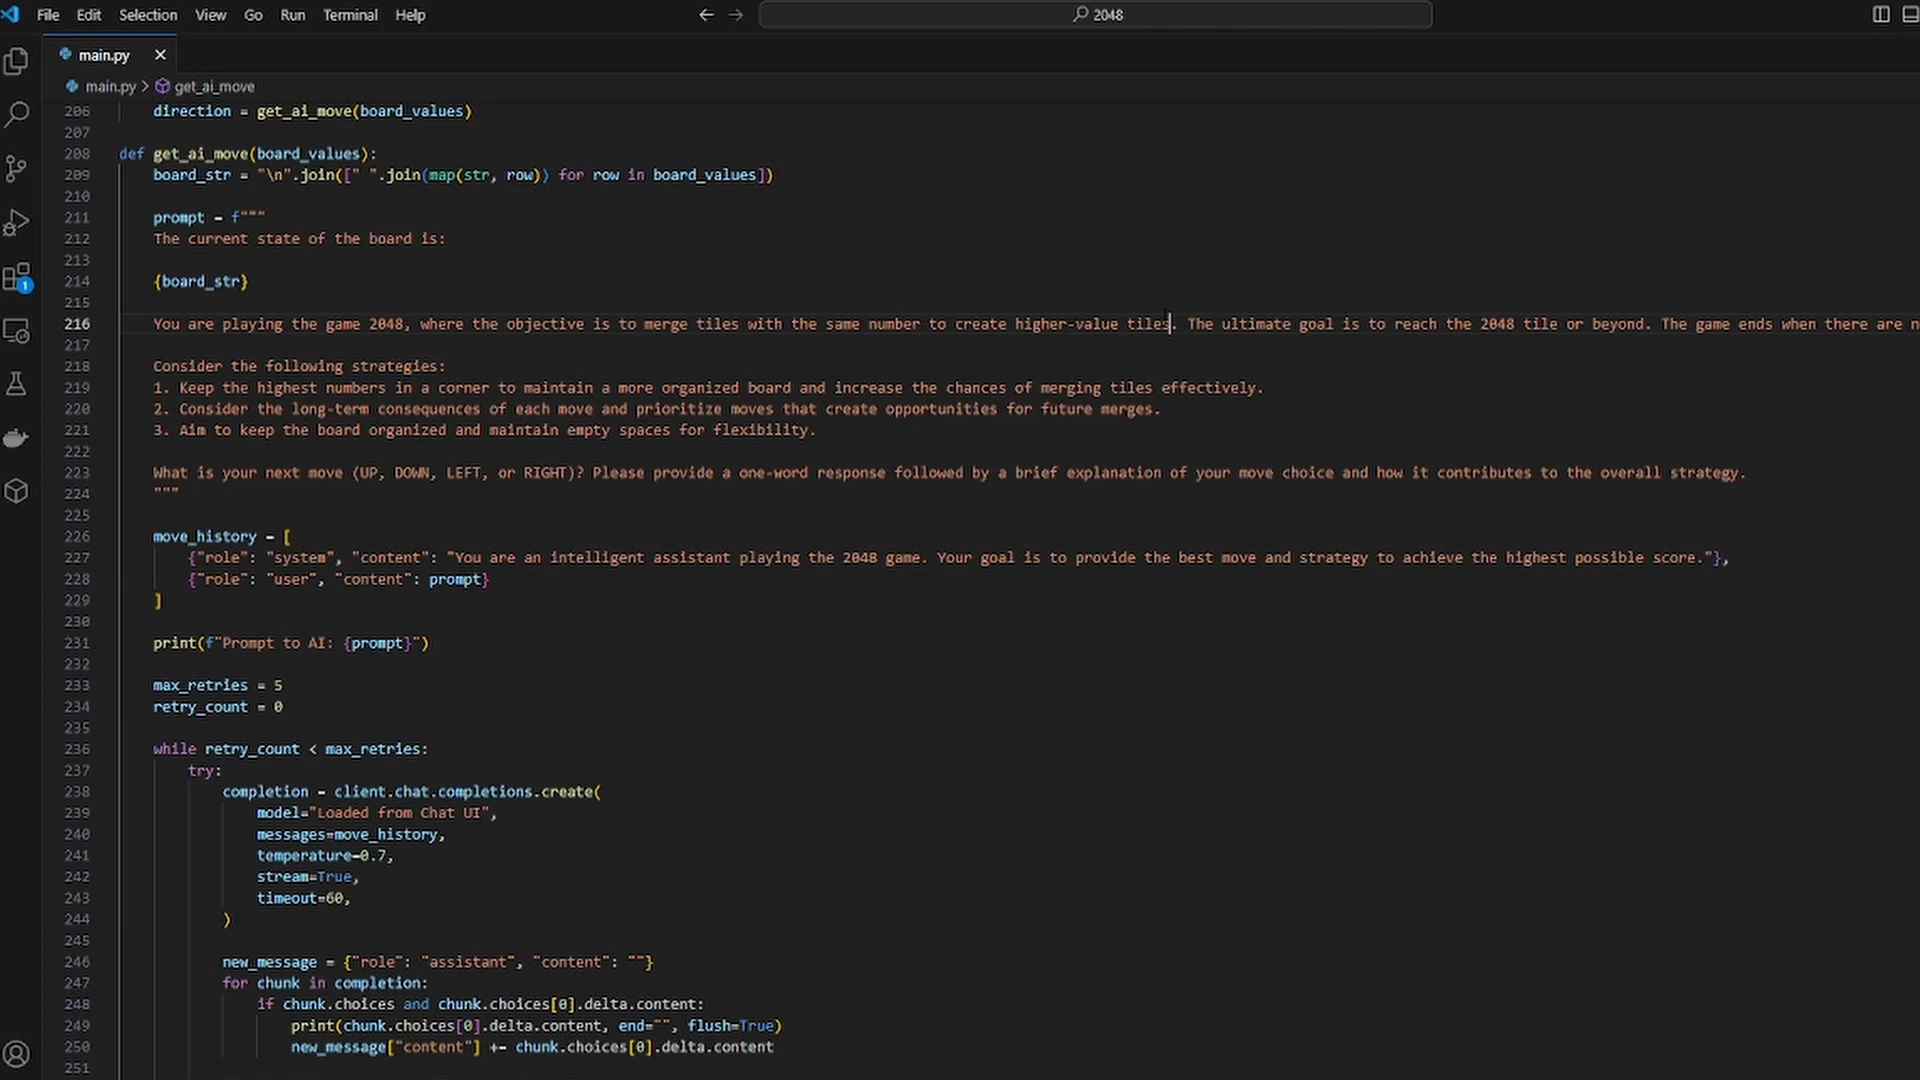 File Edit Selection View Go Run Terminal Help
2048
main.py
main.py > get_ai_move
206 direction = get_ai_move(board_values)
207
208 def get_ai_move(board_values):
209 board_str = "\n".join([" ".join(map(str, row)) for row in board_values])
210
211 prompt = f"""
212 The current state of the board is:
213
214 {board_str}
215
216 You are playing the game 2048, where the objective is to merge tiles with the same number to create higher-value tiles. The ultimate goal is to reach the 2048 tile or beyond. The game ends when there are
217
218 Consider the following strategies:
219 1. Keep the highest numbers in a corner to maintain a more organized board and increase the chances of merging tiles effectively.
220 2. Consider the long-term consequences of each move and prioritize moves that create opportunities for future merges.
221 3. Aim to keep the board organized and maintain empty spaces for flexibility.
222
223 What is your next move (UP, DOWN, LEFT, or RIGHT)? Please provide a one-word response followed by a brief explanation of your move choice and how it contributes to the overall strategy.
224 """
225
226 move_history = [
227 {"role": "system", "content": "You are an intelligent assistant playing the 2048 game. Your goal is to provide the best move and strategy to achieve the highest possible score."},
228 {"role": "user", "content": prompt}
229 ]
230
231 print(f"Prompt to AI: {prompt}")
232
233 max_retries = 5
234 retry_count = 0
235
236 while retry_count < max_retries:
237 try:
238 completion = client.chat.completions.create(
239 model="Loaded from Chat UI",
240 messages=move_history,
241 temperature=0.7,
242 stream=True,
243 timeout=60,
244 )
245
246 new_message = {"role": "assistant", "content": ""}
247 for chunk in completion:
248 if chunk.choices and chunk.choices[0].delta.content:
249 print(chunk.choices[0].delta.content, end="", flush=True)
250 new_message["content"] += chunk.choices[0].delta.content
251
1